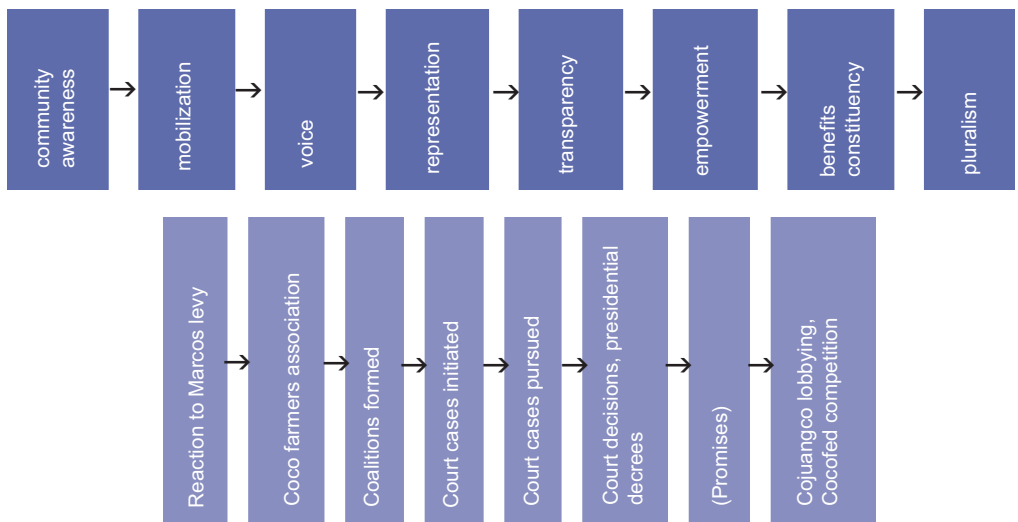 community
awareness
mobilization
voice
representation
transparency
empowerment
benefits
constituency
pluralism
Reaction to Marcos levy
Coco farmers association
Coalitions formed
Court cases initiated
Court cases pursued
Court decisions, presidential
decrees
(Promises)
Cojuangco lobbying,
Cocofed competition